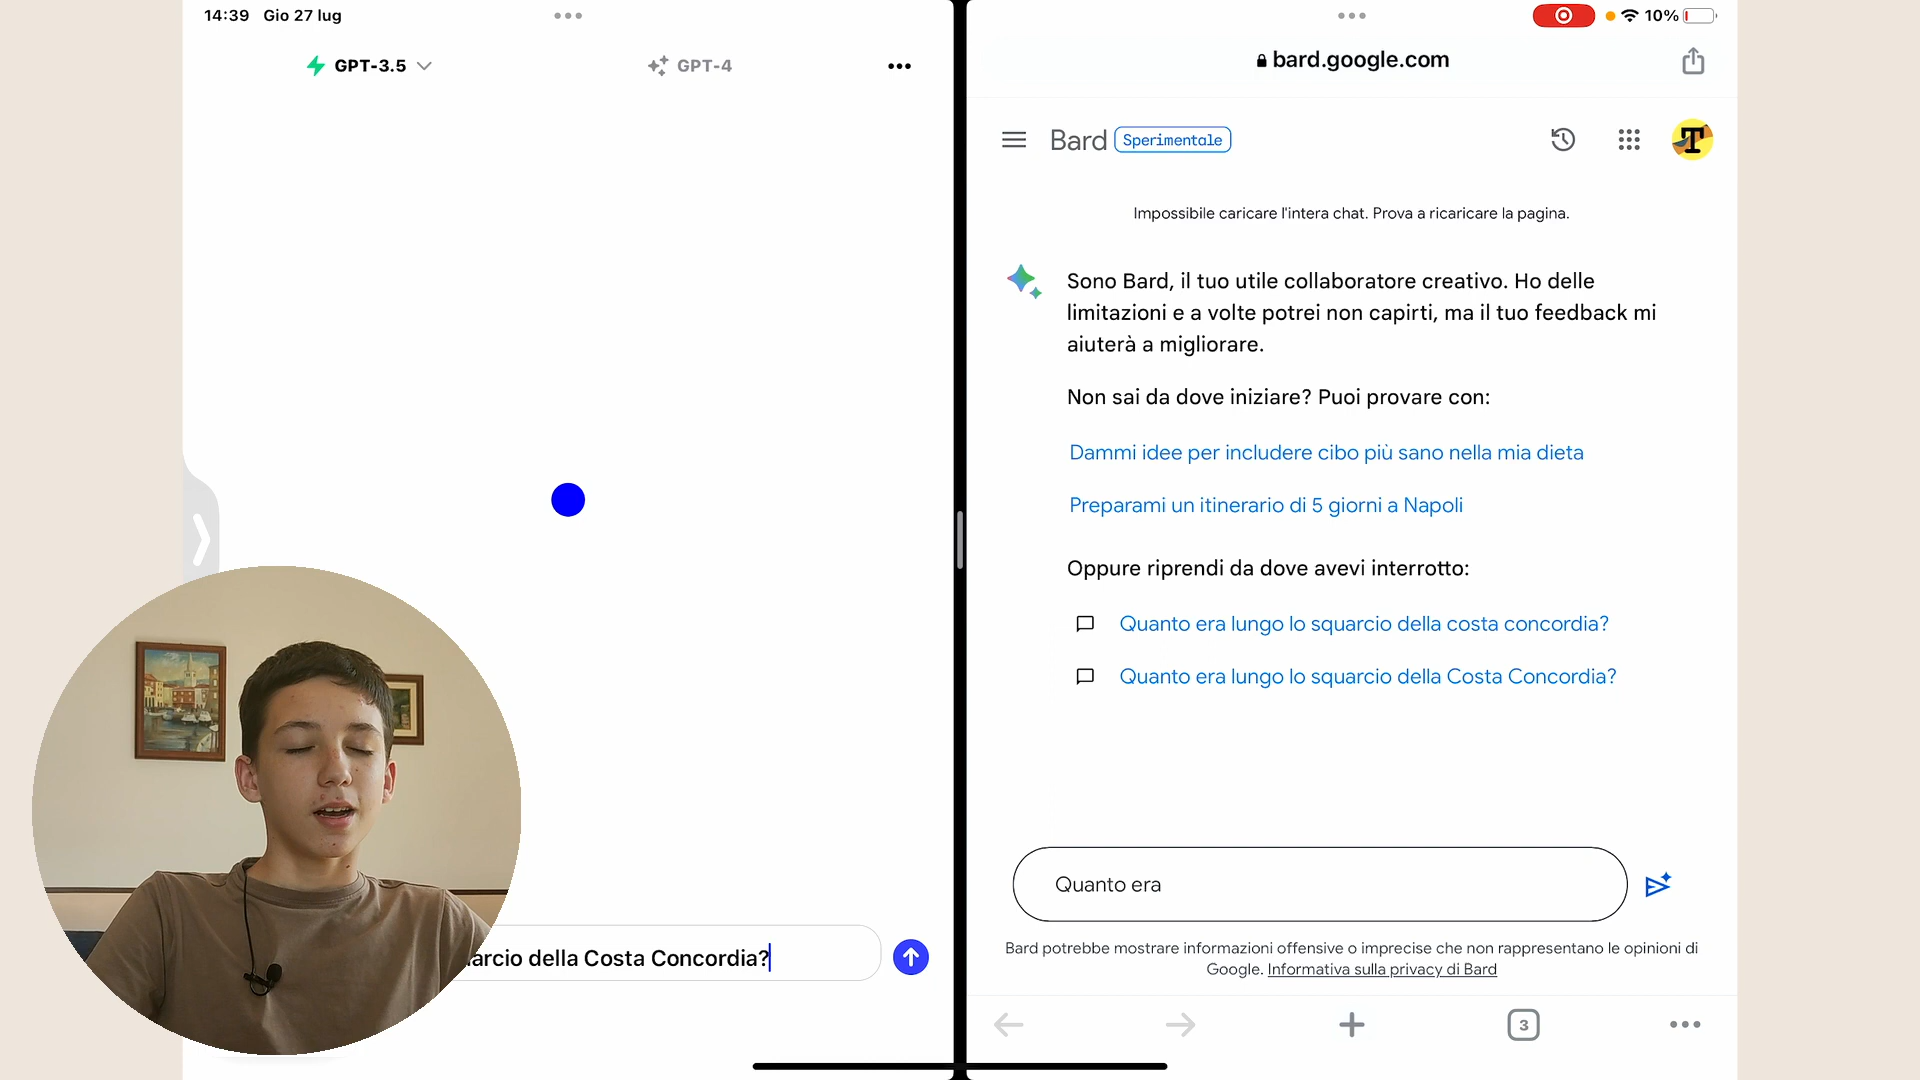 14:39 Gio 27 lug
GPT-3.5
GPT-4
della Costa Concordia?
10%
bard.google.com
Bard Sperimentale
T
Impossibile caricare l'intera chat. Prova a ricaricare la pagina.
Sono Bard, il tuo utile collaboratore creativo. Ho delle
limitazioni e a volte potrei non capirti, ma il tuo feedback mi
aiuterà a migliorare.
Non sai da dove iniziare? Puoi provare con:
Dammi idee per includere cibo più sano nella mia dieta
Preparami un itinerario di 5 giorni a Napoli
Oppure riprendi da dove avevi interrotto:
Quanto era lungo lo squarcio della costa concordia?
Quanto era lungo lo squarcio della Costa Concordia?
Quanto era
Bard potrebbe mostrare informazioni offensive o imprecise che non rappresentano le opinioni di
Google. Informativa sulla privacy di Bard
3